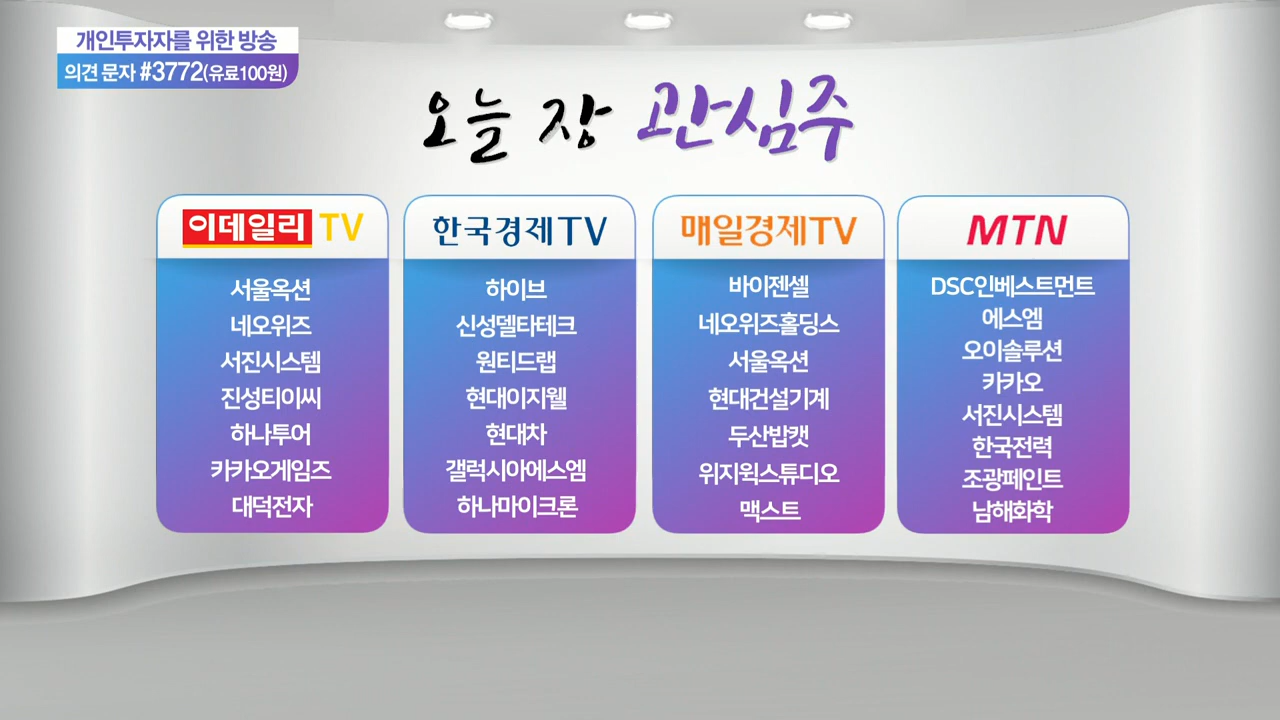 개인투자자를 위한 방송
의견 문자 #3772(유료100원)
오늘 장 관심주
이데일리 TV
서울옥션
네오위즈
서진시스템
진성티이씨
하나투어
카카오게임즈
대덕전자
한국경제TV
하이브
신성델타테크
원티드랩
현대이지웰
현대차
갤럭시아에스엠
하나마이크론
매일경제TV
바이젠셀
네오위즈홀딩스
서울옥션
현대건설기계
두산밥캣
위지윅스튜디오
맥스트
MTN
DSC인베스트먼트
에스엠
오이솔루션
카카오
서진시스템
한국전력
조광페인트
남해화학